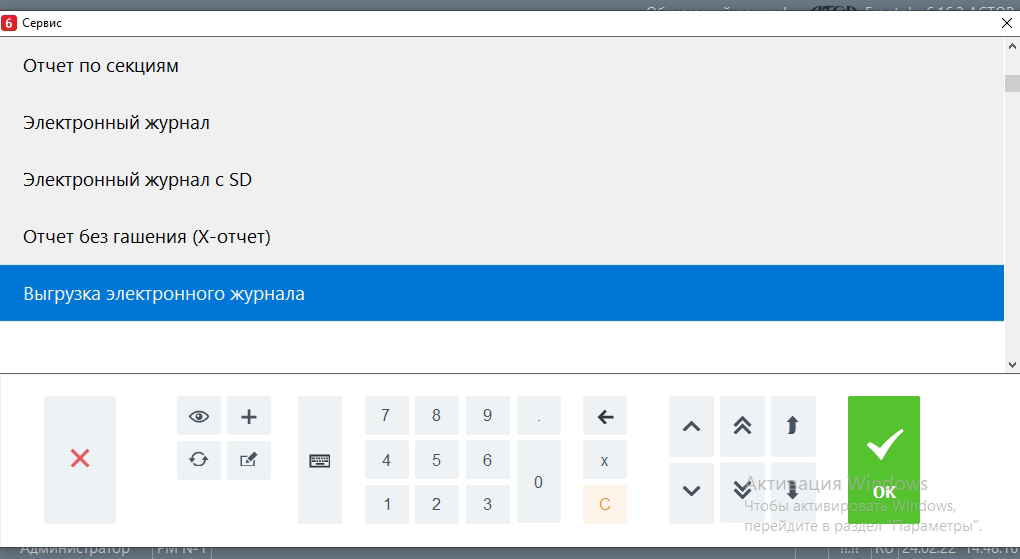 6 Сервис
Отчет по секциям
Электронный журнал
Электронный журнал с SD
Отчет без гашения (X-отчет)
Выгрузка электронного журнала
7 8 9 .
4 5 6 x
0
1 2 3 C
OK
Активация Windows
Чтобы активировать Windows,
перейдите в раздел "Параметры".
Администратор РМ №1 RU 24.02.22 14:48:16